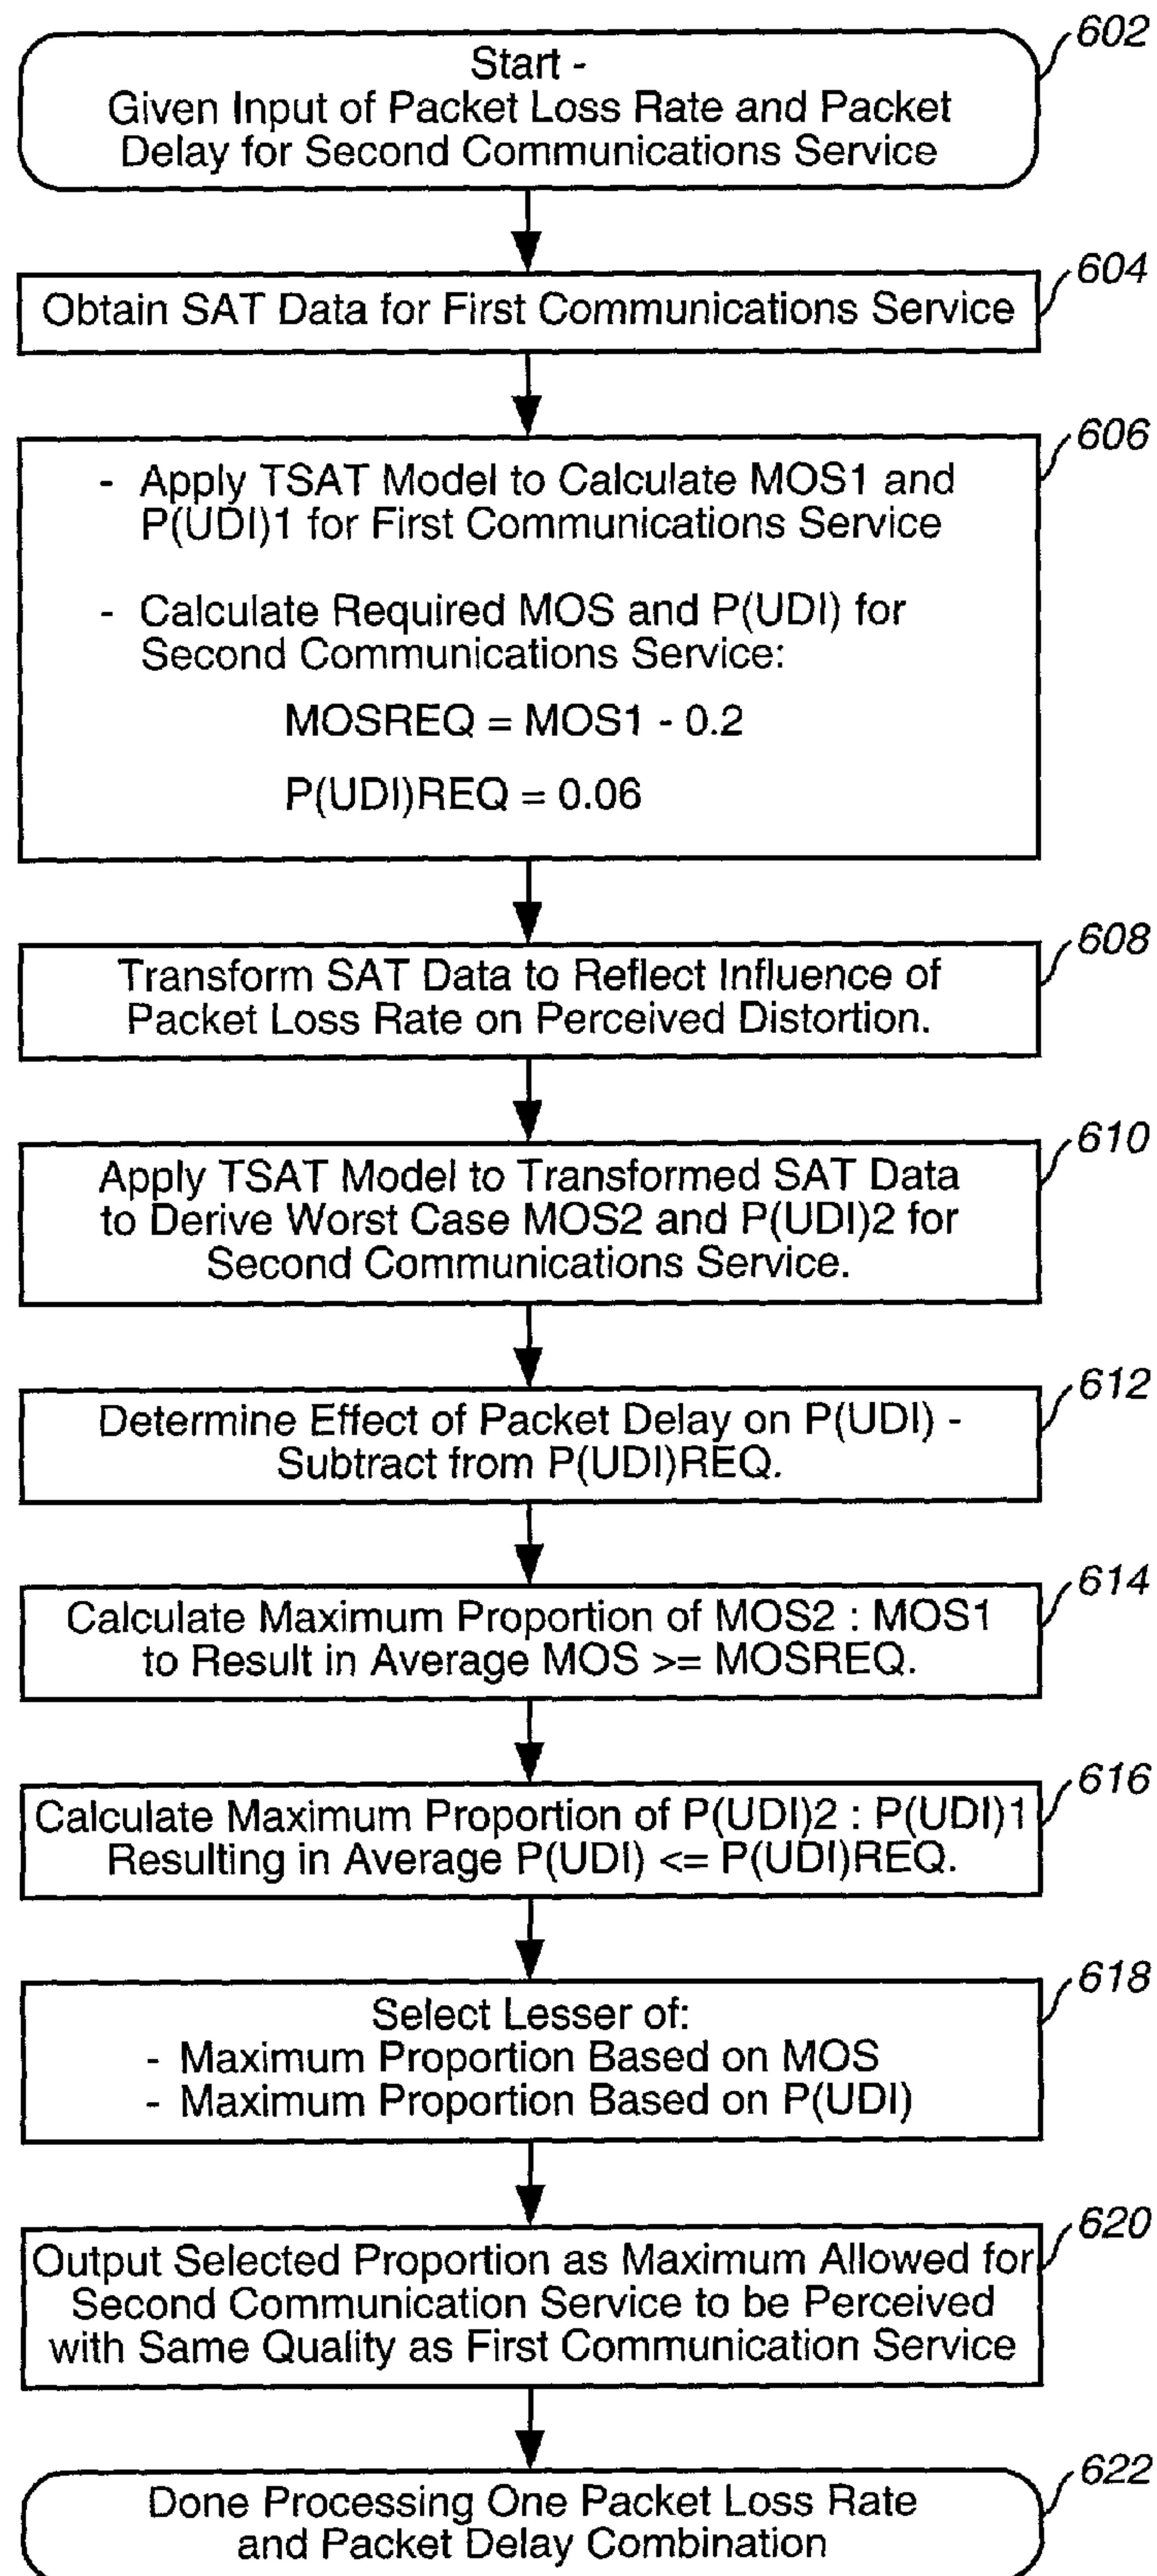 602
Start -
Given Input of Packet Loss Rate and Packet
Delay for Second Communications Service
604
Obtain SAT Data for First Communications Service
606
- Apply TSAT Model to Calculate MOS1 and
P(UDI)1 for First Communications Service
- Calculate Required MOS and P(UDI) for
Second Communications Service:
MOSREQ = MOS1 - 0.2
P(UDI)REQ = 0.06
608
Transform SAT Data to Reflect Influence of
Packet Loss Rate on Perceived Distortion.
610
Apply TSAT Model to Transformed SAT Data
to Derive Worst Case MOS2 and P(UDI)2 for
Second Communications Service.
612
Determine Effect of Packet Delay on P(UDI) -
Subtract from P(UDI)REQ.
614
Calculate Maximum Proportion of MOS2 : MOS1
to Result in Average MOS >= MOSREQ.
616
Calculate Maximum Proportion of P(UDI)2 : P(UDI)1
Resulting in Average P(UDI) <= P(UDI)REQ.
618
Select Lesser of:
- Maximum Proportion Based on MOS
- Maximum Proportion Based on P(UDI)
620
Output Selected Proportion as Maximum Allowed for
Second Communication Service to be Perceived
with Same Quality as First Communication Service
622
Done Processing One Packet Loss Rate
and Packet Delay Combination